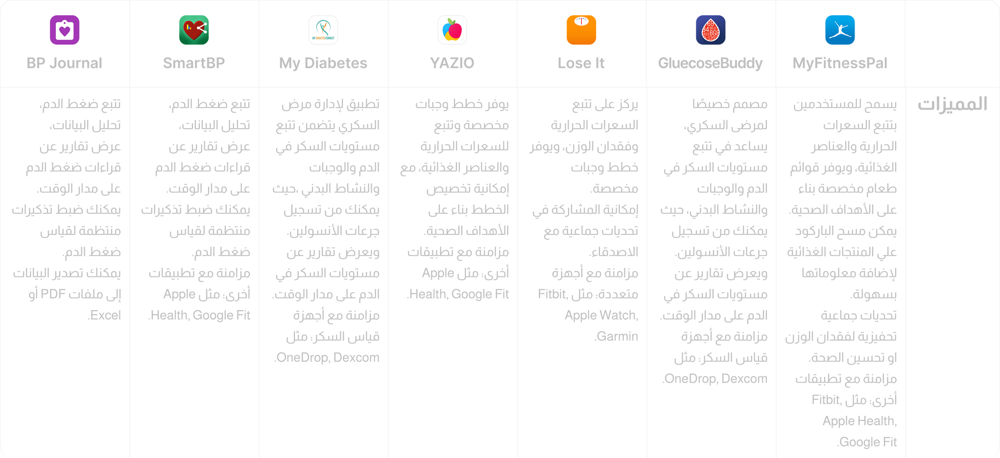 MyFitnessPal
GluecoseBuddy
Lose It
YAZIO
My Diabetes
SmartBP
BP Journal
المميزات
يسمح للمستخدمين
بتتبع السعرات
الحرارية والعناصر
الغذائية، ويوفر قوائم
طعام مخصصة بناء
على الأهداف الصحية.
يمكن مسح الباركود
علي المنتجات الغذائية
لإضافة معلوماتها
بسهولة.
تحديات جماعية
تحفيزية لفقدان الوزن
او تحسين الصحة.
مزامنة مع تطبيقات
أخرى: مثل Fitbit,
Apple Health,
Google Fit.
مصمم خصيصًا
لمرضى السكري،
يساعد في تتبع
مستويات السكر في
الدم والوجبات
والنشاط البدني، حيث
يمكنك من تسجيل
جرعات الأنسولين.
ويعرض تقارير عن
مستويات السكر في
الدم على مدار الوقت.
مزامنة مع أجهزة
قياس السكر: مثل
OneDrop, Dexcom.
يركز على تتبع
السعرات الحرارية
وفقدان الوزن، ويوفر
خطط وجبات
مخصصة.
إمكانية المشاركة في
تحديات جماعية مع
الاصدقاء.
مزامنة مع أجهزة
متعددة: مثل Fitbit,
Apple Watch,
Garmin.
يوفر خطط وجبات
مخصصة وتتبع
للسعرات الحرارية
والعناصر الغذائية، مع
إمكانية تخصيص
الخطط بناء على
الأهداف الصحية.
مزامنة مع تطبيقات
أخرى: مثل Apple
Health, Google Fit.
تطبيق لإدارة مرض
السكري يتضمن تتبع
مستويات السكر في
الدم والوجبات
والنشاط البدني ،حيث
يمكنك من تسجيل
جرعات الأنسولين.
ويعرض تقارير عن
مستويات السكر في
الدم على مدار الوقت.
مزامنة مع أجهزة
قياس السكر: مثل
OneDrop, Dexcom.
تتبع ضغط الدم،
تحليل البيانات،
عرض تقارير عن
قراءات ضغط الدم
على مدار الوقت.
يمكنك ضبط تذكيرات
منتظمة لقياس
ضغط الدم.
مزامنة مع تطبيقات
أخرى: مثل Apple
Health, Google Fit.
تتبع ضغط الدم،
تحليل البيانات،
عرض تقارير عن
قراءات ضغط الدم
على مدار الوقت.
يمكنك ضبط تذكيرات
منتظمة لقياس
ضغط الدم.
يمكنك تصدير البيانات
إلى ملفات PDF أو
Excel.